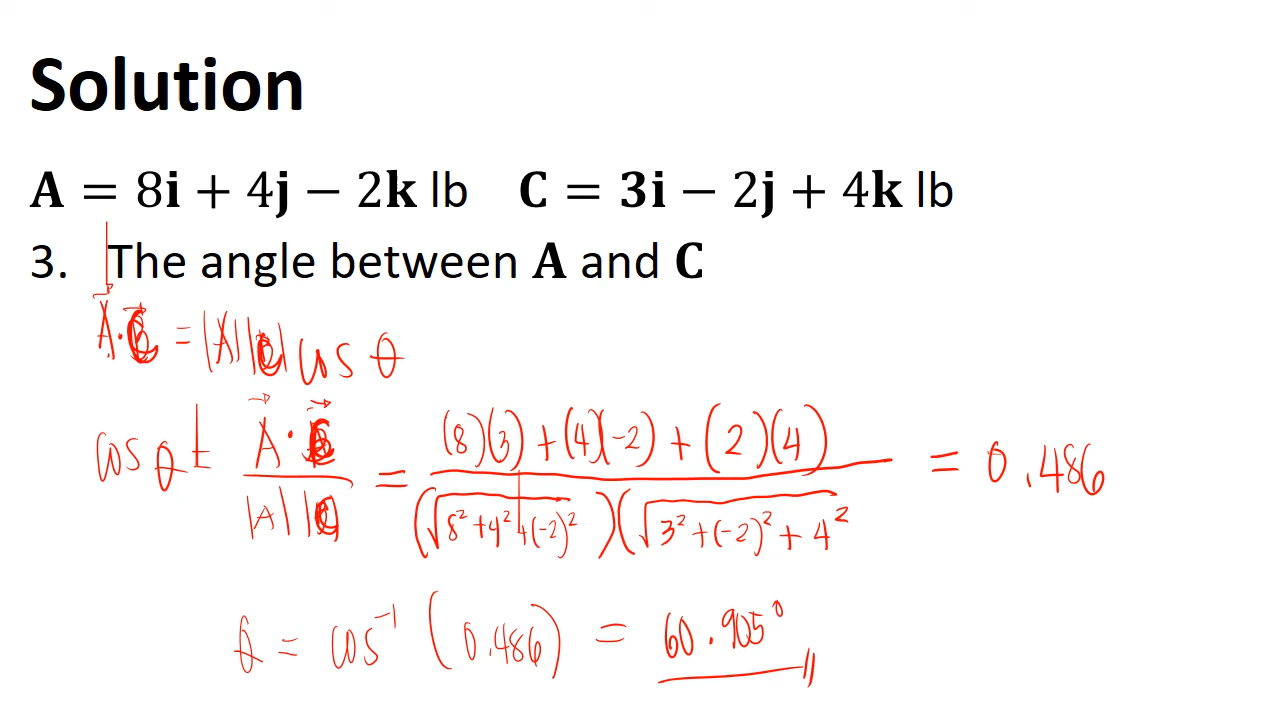 Solution
A = 8i + 4j − 2k lb C = 3i − 2j + 4k lb
3. The angle between A and C
A⃗·C⃗ = |A||C| cos θ
cos θ = A⃗·C⃗ / |A||C| = (8)(3) + (4)(-2) + (2)(4) / (√8² + 4² + (-2)²)(√3² + (-2)² + 4²) = 0.486
θ = cos⁻¹ (0.486) = 60.905°